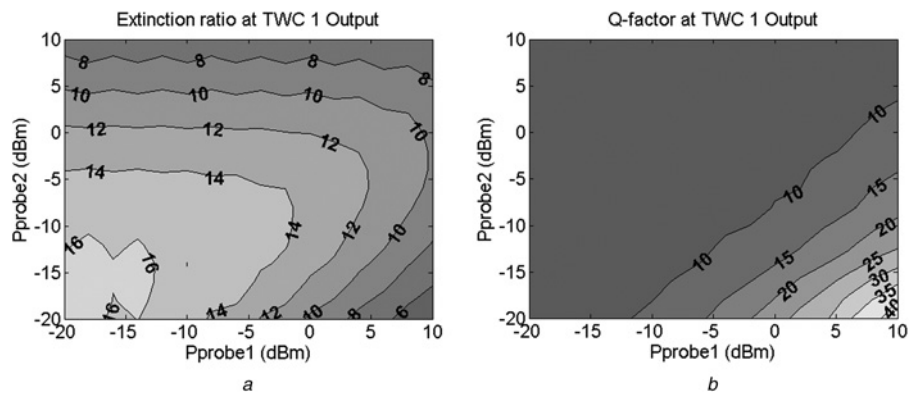 Extinction ratio at TWC 1 Output
10
5
0
-5
-10
-15
-20
Pprobe2 (dBm)
8 8 8 8
10 10 10 10
12 12 12
14 14 14
16 16
16 14 12 10 8 6
-20 -15 -10 -5 0 5 10
Pprobe1 (dBm)
a
Q-factor at TWC 1 Output
10
5
0
-5
-10
-15
-20
Pprobe2 (dBm)
10
10 15
20
10 15 25
20 30
35
40
-20 -15 -10 -5 0 5 10
Pprobe1 (dBm)
b